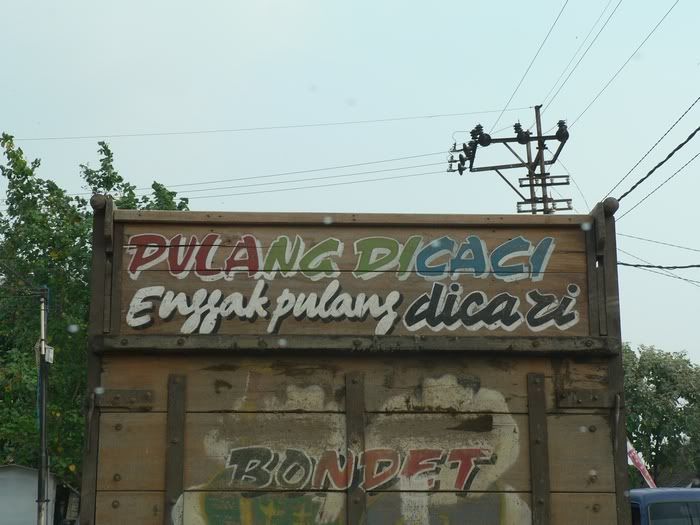 PULANG DICACI
Enggak pulang dicari
BONDET